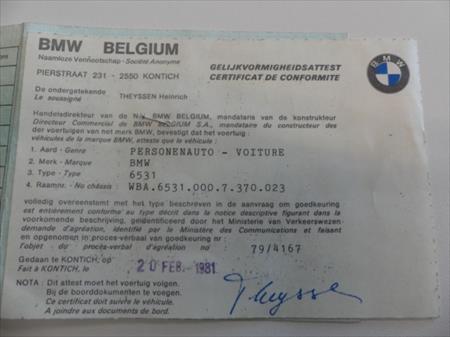 BMW BELGIUM
Naamloze Vennootschap - Société Anonyme
PIERSTRAAT 231 - 2550 KONTICH
GELIJKVORMIGHEIDSATTEST
CERTIFICAT DE CONFORMITE
BMW
De ondergetekende
Le soussigné THEYSSEN Heinrich
Handelsdirekteur van de N.V. BMW BELGIUM, mandataris van de konstrukteur
Directeur Commercial de BMW BELGIUM S.A., mandataire du constructeur des
der voertuigen van het merk BMW, bevestigt dat het voertuig :
véhicules de la marque BMW, atteste que le véhicule :
1. Aard - Genre PERSONENAUTO - VOITURE
2. Merk - Marque BMW
3. Type - Type 6531
4. Raamnr. - No châssis WBA.6531.000.7.370.023
volledig overeenstemt met het type beschreven in de aanvraag om goedkeuring
est entièrement conforme au type décrit dans la notice descriptive figurant dans la
voorkomende beschrijving, geïdentificeerd door het Ministerie van Verkeerswezen
demande d'agréation, identifié par le Ministère des Communications et faisant
en opgenomen in proces-verbaal van goedkeuring nr :
l'objet du procès-verbal d'agréation no 79/4167
Gedaan te KONTICH, op
Fait à KONTICH, le 20 FEB. 1981
NOTA : Dit attest moet het voertuig volgen.
Bij de boorddokumenten te voegen.
Ce certificat doit suivre le véhicule.
A joindre aux documents de bord.
Theyssen